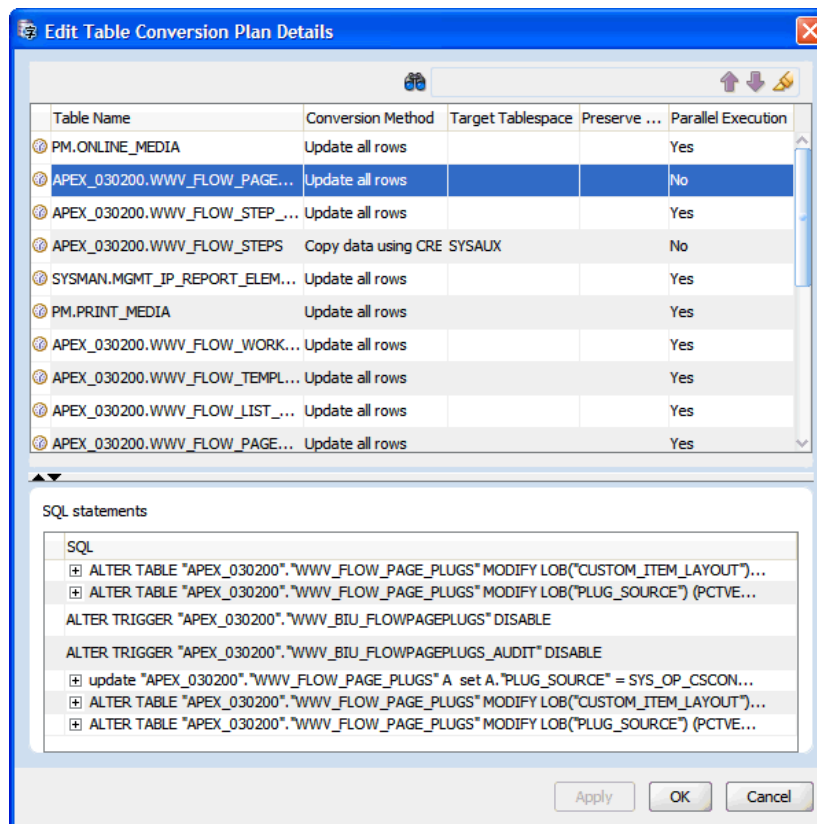 Edit Table Conversion Plan Details
Table Name Conversion Method Target Tablespace Preserve ... Parallel Execution
PM.ONLINE_MEDIA Update all rows Yes
APEX_030200.WWV_FLOW_PAGE... Update all rows No
APEX_030200.WWV_FLOW_STEP_... Update all rows Yes
APEX_030200.WWV_FLOW_STEPS Copy data using CRE SYSAUX No
SYSMAN.MGMT_IP_REPORT_ELEM... Update all rows Yes
PM.PRINT_MEDIA Update all rows Yes
APEX_030200.WWV_FLOW_WORK... Update all rows Yes
APEX_030200.WWV_FLOW_TEMPL... Update all rows Yes
APEX_030200.WWV_FLOW_LIST_... Update all rows Yes
APEX_030200.WWV_FLOW_PAGE... Update all rows Yes
SQL statements
SQL
ALTER TABLE "APEX_030200"."WWV_FLOW_PAGE_PLUGS" MODIFY LOB("CUSTOM_ITEM_LAYOUT")...
ALTER TABLE "APEX_030200"."WWV_FLOW_PAGE_PLUGS" MODIFY LOB("PLUG_SOURCE") (PCTVE...
ALTER TRIGGER "APEX_030200"."WWV_BIU_FLOWPAGEPLUGS" DISABLE
ALTER TRIGGER "APEX_030200"."WWV_BIU_FLOWPAGEPLUGS_AUDIT" DISABLE
update "APEX_030200"."WWV_FLOW_PAGE_PLUGS" A set A."PLUG_SOURCE" = SYS_OP_CSCON...
ALTER TABLE "APEX_030200"."WWV_FLOW_PAGE_PLUGS" MODIFY LOB("CUSTOM_ITEM_LAYOUT")...
ALTER TABLE "APEX_030200"."WWV_FLOW_PAGE_PLUGS" MODIFY LOB("PLUG_SOURCE") (PCTVE...
Apply OK Cancel